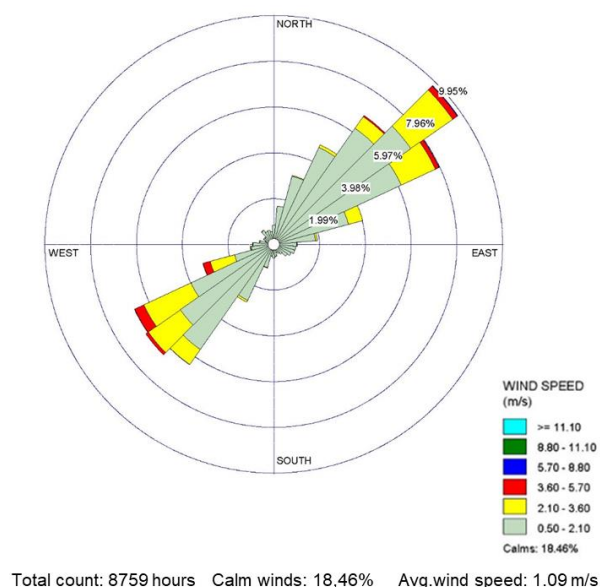 NORTH
9.95%
7.96%
5.97%
3.98%
1.99%
WEST
EAST
SOUTH
WIND SPEED
(m/s)
>= 11.10
8.80 - 11.10
5.70 - 8.80
3.60 - 5.70
2.10 - 3.60
0.50 - 2.10
Calms: 18.46%
Total count: 8759 hours Calm winds: 18,46% Avg.wind speed: 1.09 m/s